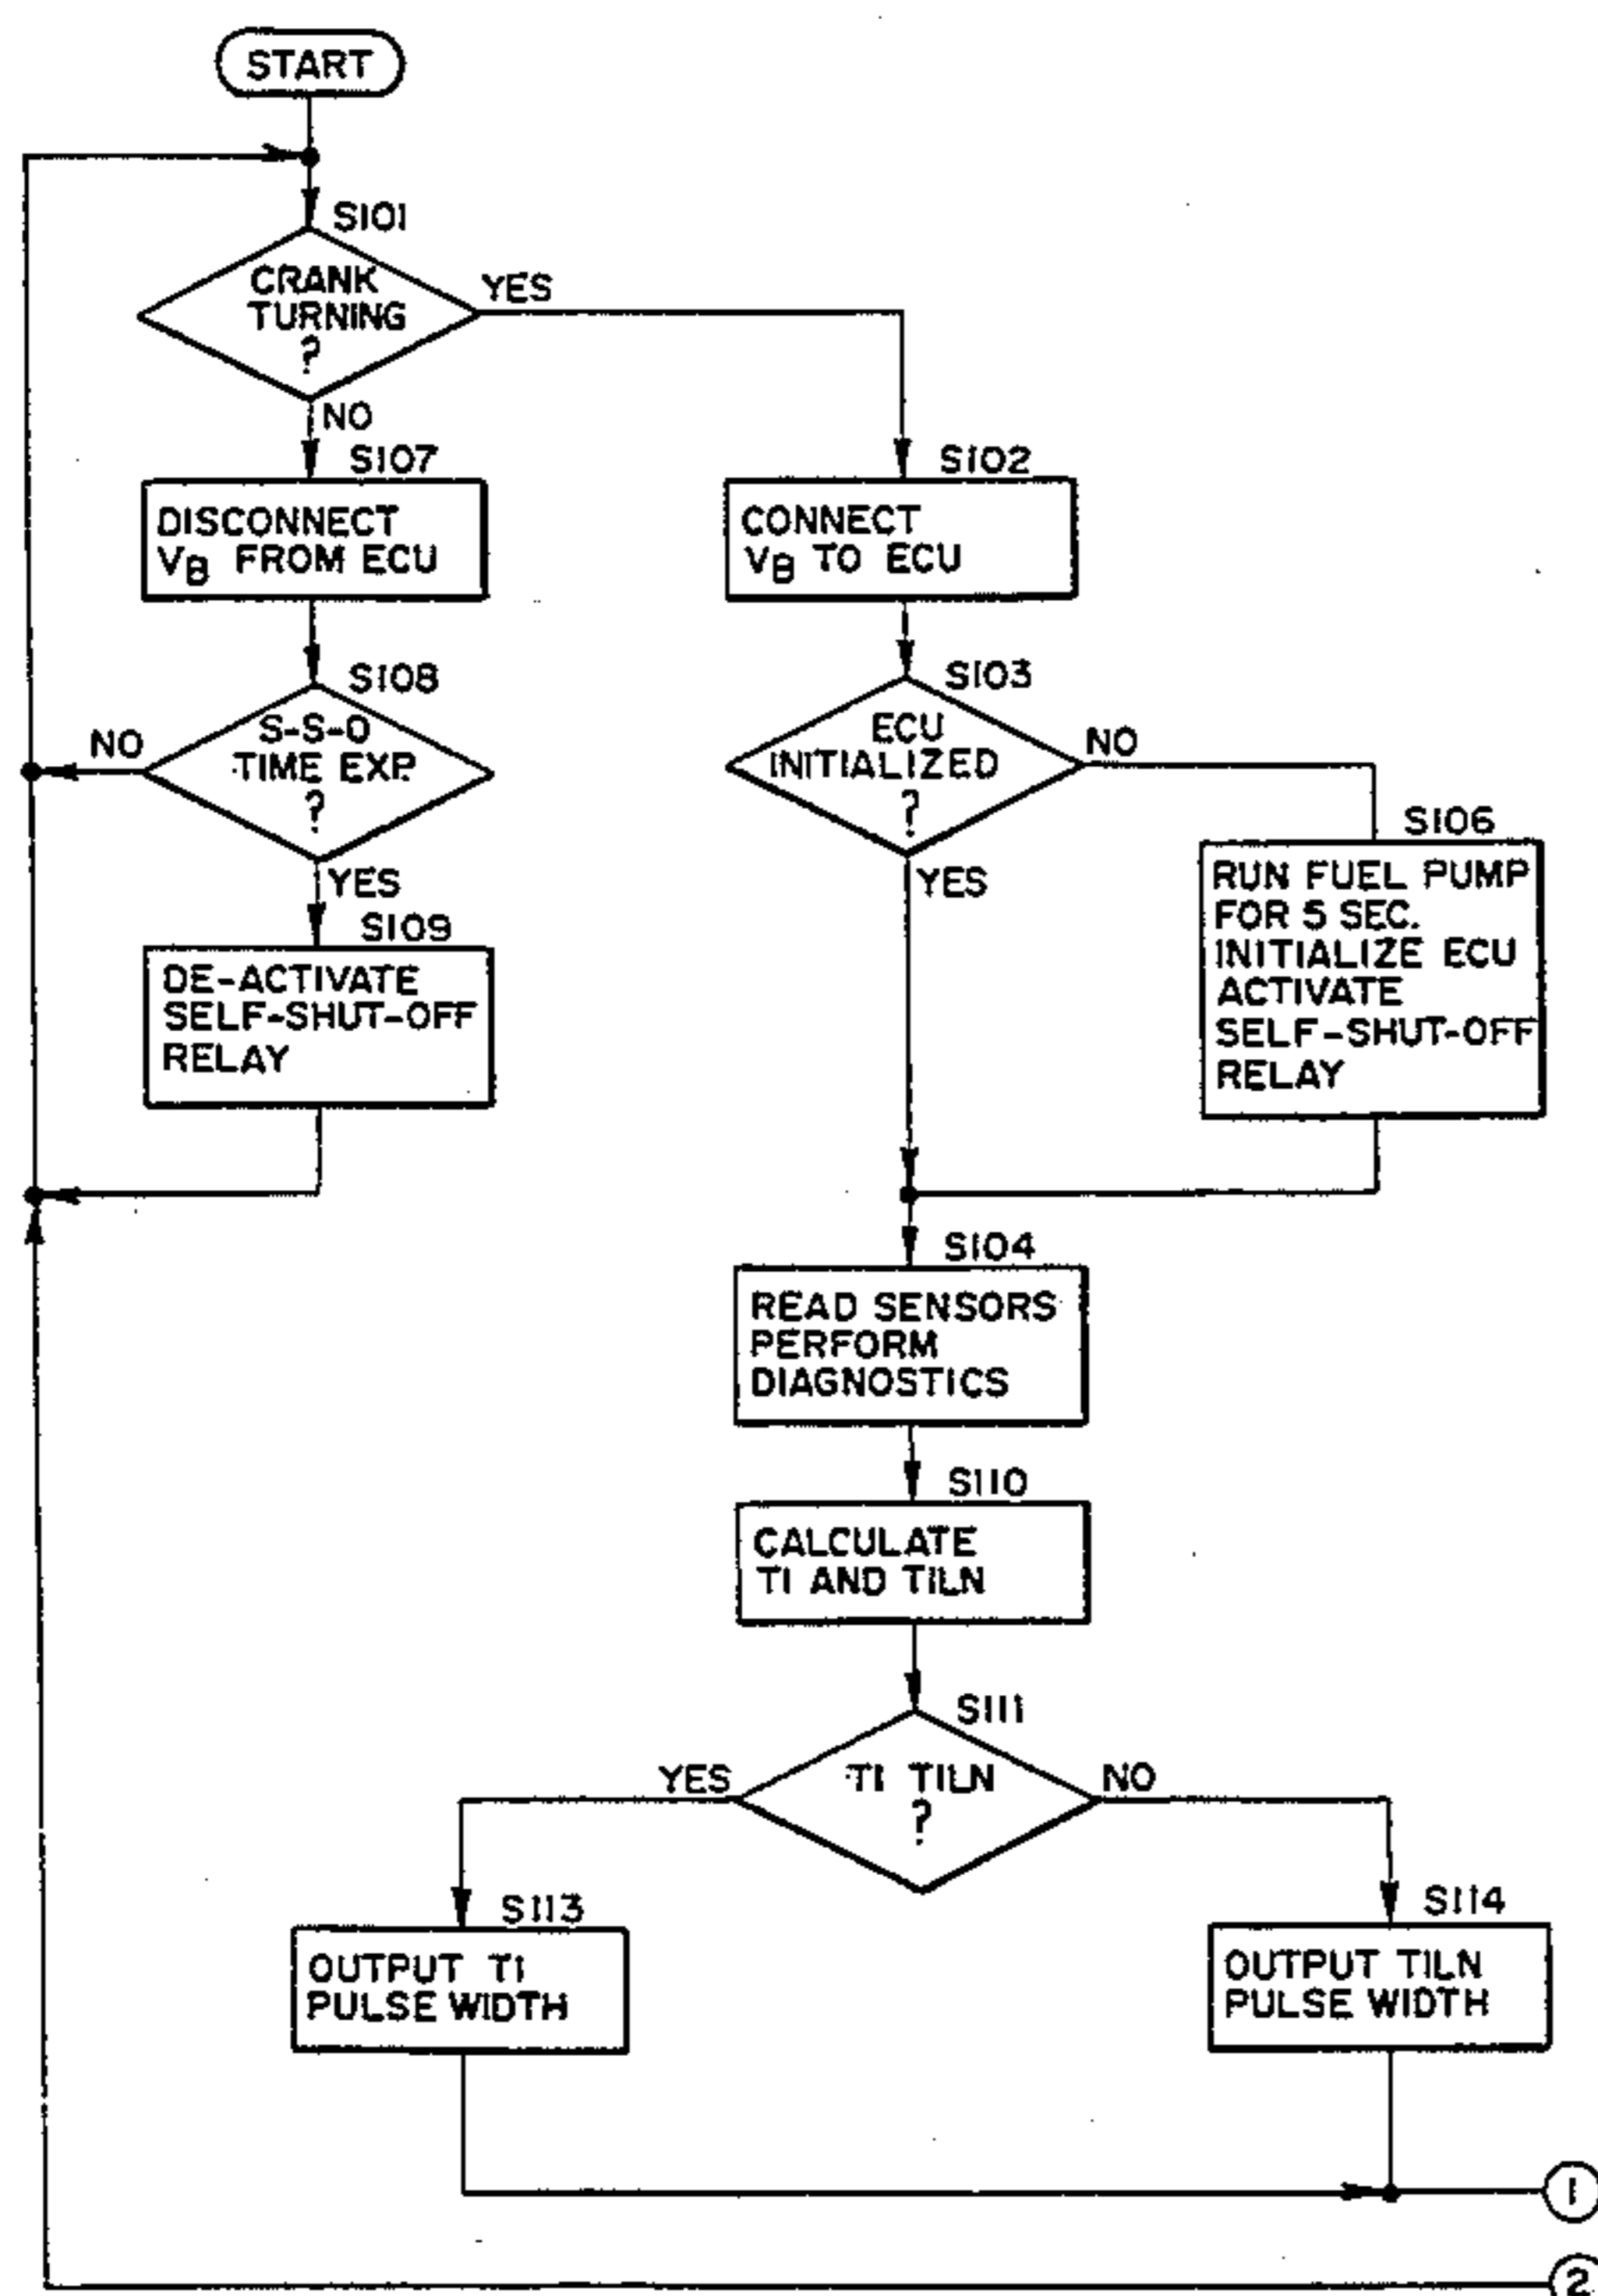 START
S101
CRANK
TURNING
?
YES
NO
S107
DISCONNECT
VB FROM ECU
S102
CONNECT
VB TO ECU
S108
S-S-O
TIME EXP.
?
NO
YES
S103
ECU
INITIALIZED
?
NO
YES
S106
RUN FUEL PUMP
FOR 5 SEC.
INITIALIZE ECU
ACTIVATE
SELF-SHUT-OFF
RELAY
S109
DE-ACTIVATE
SELF-SHUT-OFF
RELAY
S104
READ SENSORS
PERFORM
DIAGNOSTICS
S110
CALCULATE
TI AND TILN
S111
TI TILN
?
YES
NO
S113
OUTPUT TI
PULSE WIDTH
S114
OUTPUT TILN
PULSE WIDTH
1
2